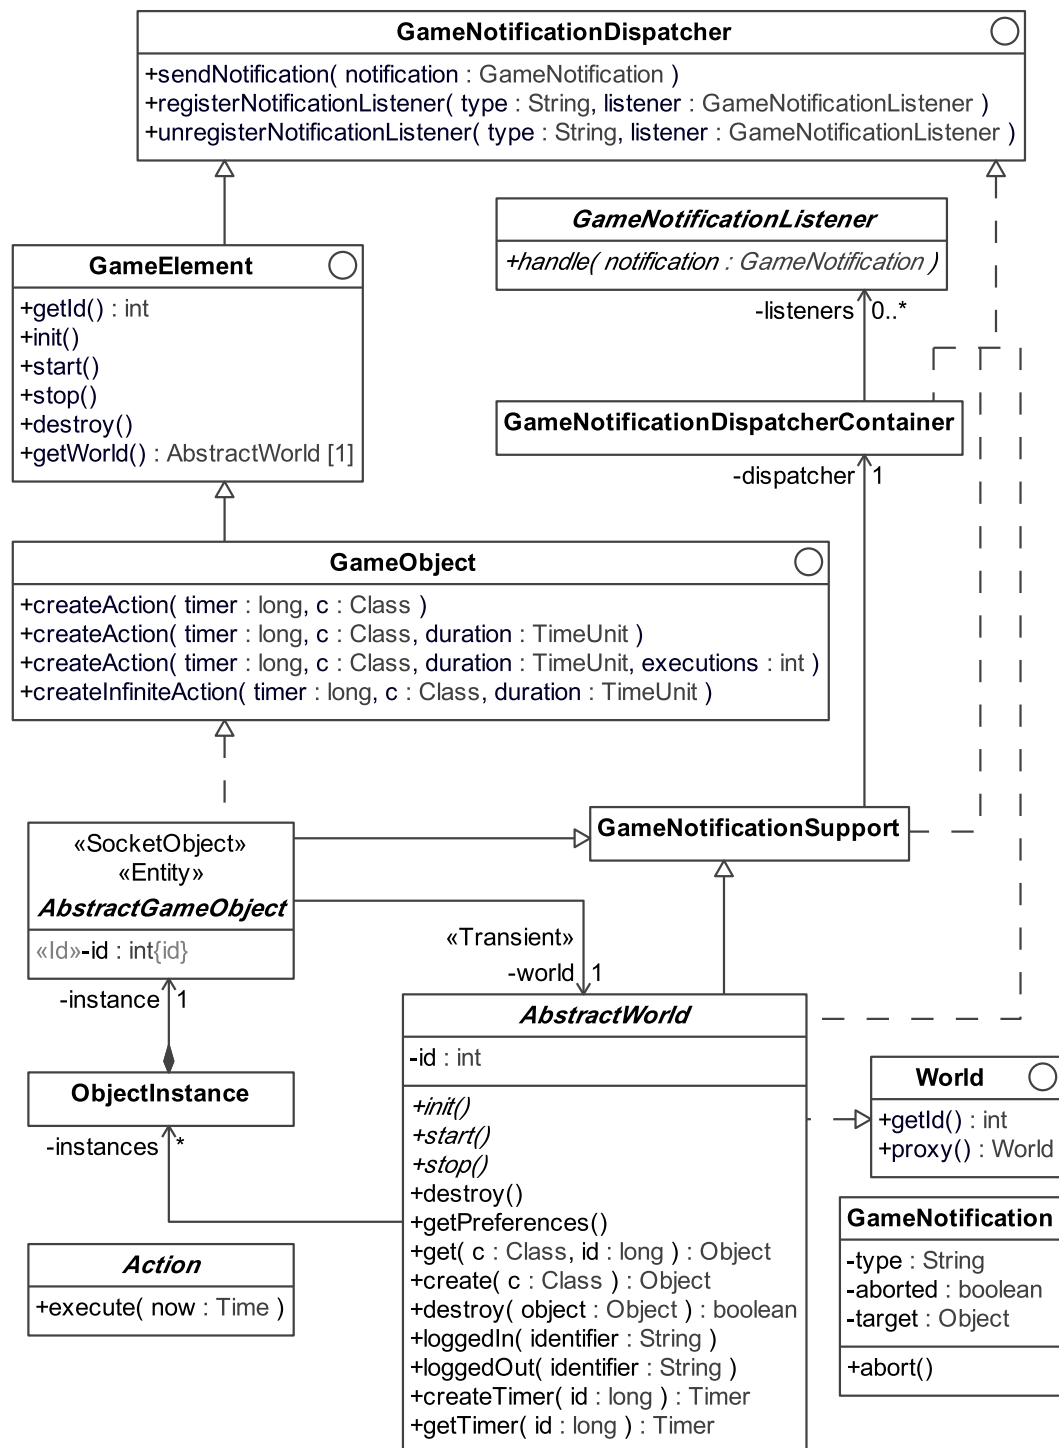 GameNotificationDispatcher
+sendNotification( notification : GameNotification )
+registerNotificationListener( type : String, listener : GameNotificationListener )
+unregisterNotificationListener( type : String, listener : GameNotificationListener )
GameNotificationListener
+handle( notification : GameNotification )
GameElement
+getId() : int
+init()
+start()
+stop()
+destroy()
+getWorld() : AbstractWorld [1]
-listeners 0..*
GameNotificationDispatcherContainer
-dispatcher 1
GameObject
+createAction( timer : long, c : Class )
+createAction( timer : long, c : Class, duration : TimeUnit )
+createAction( timer : long, c : Class, duration : TimeUnit, executions : int )
+createInfiniteAction( timer : long, c : Class, duration : TimeUnit )
GameNotificationSupport
«SocketObject»
«Entity»
AbstractGameObject
«Id»-id : int{id}
«Transient»
-world 1
-instance 1
ObjectInstance
-instances *
AbstractWorld
-id : int
+init()
+start()
+stop()
+destroy()
+getPreferences()
+get( c : Class, id : long ) : Object
+create( c : Class ) : Object
+destroy( object : Object ) : boolean
+loggedIn( identifier : String )
+loggedOut( identifier : String )
+createTimer( id : long ) : Timer
+getTimer( id : long ) : Timer
World
+getId() : int
+proxy() : World
GameNotification
-type : String
-aborted : boolean
-target : Object
+abort()
Action
+execute( now : Time )